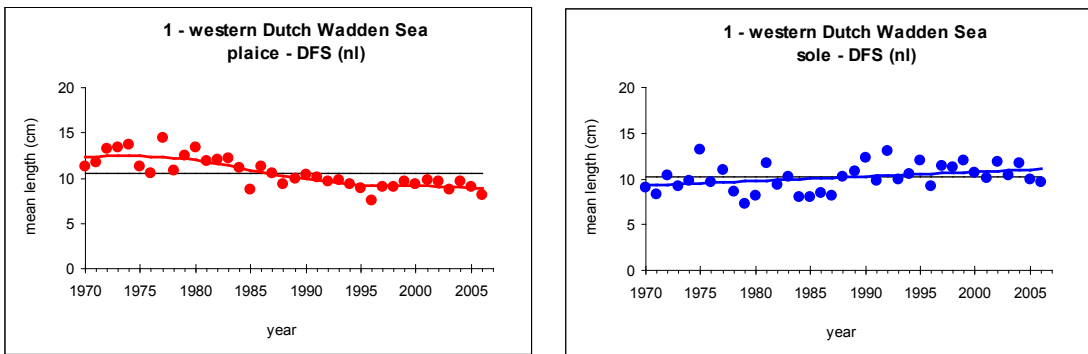 1 - western Dutch Wadden Sea
plaice - DFS (nl)
20
15
10
5
0
mean length (cm)
1970 1975 1980 1985 1990 1995 2000 2005
year
1 - western Dutch Wadden Sea
sole - DFS (nl)
20
15
10
5
0
mean length (cm)
1970 1975 1980 1985 1990 1995 2000 2005
year